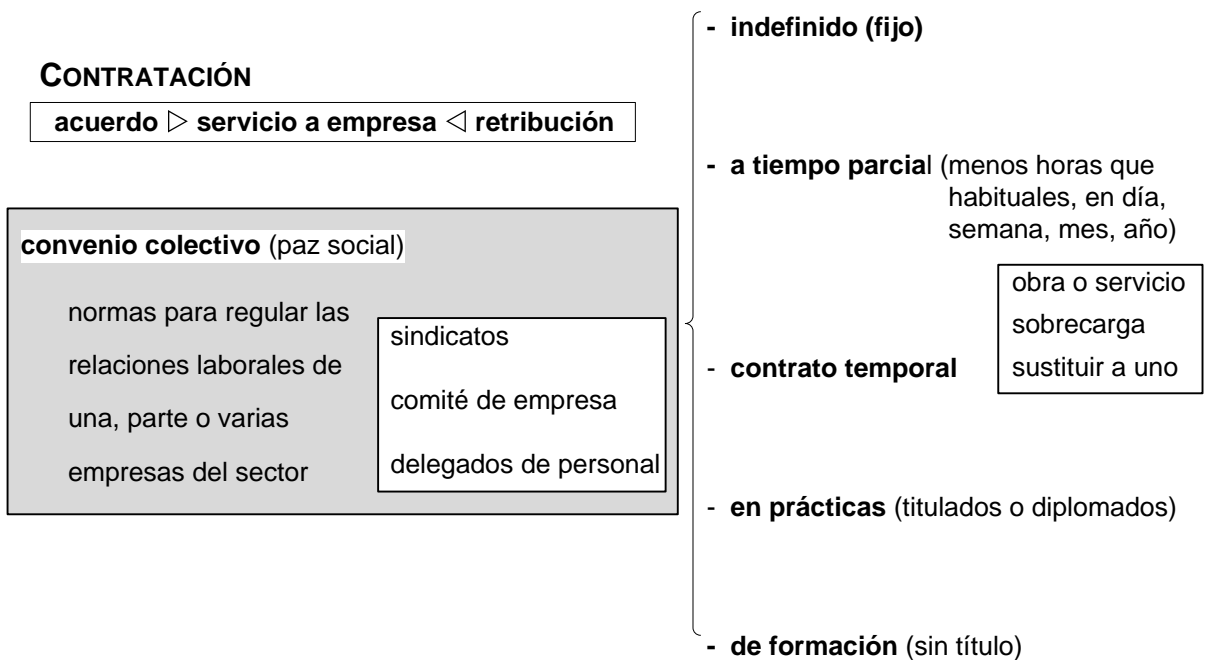 CONTRATACIÓN
acuerdo ▷ servicio a empresa ◁ retribución
convenio colectivo (paz social)
normas para regular las
relaciones laborales de
una, parte o varias
empresas del sector
sindicatos
comité de empresa
delegados de personal
- indefinido (fijo)
- a tiempo parcial (menos horas que
habituales, en día,
semana, mes, año)
- contrato temporal
obra o servicio
sobrecarga
sustituir a uno
- en prácticas (titulados o diplomados)
- de formación (sin título)